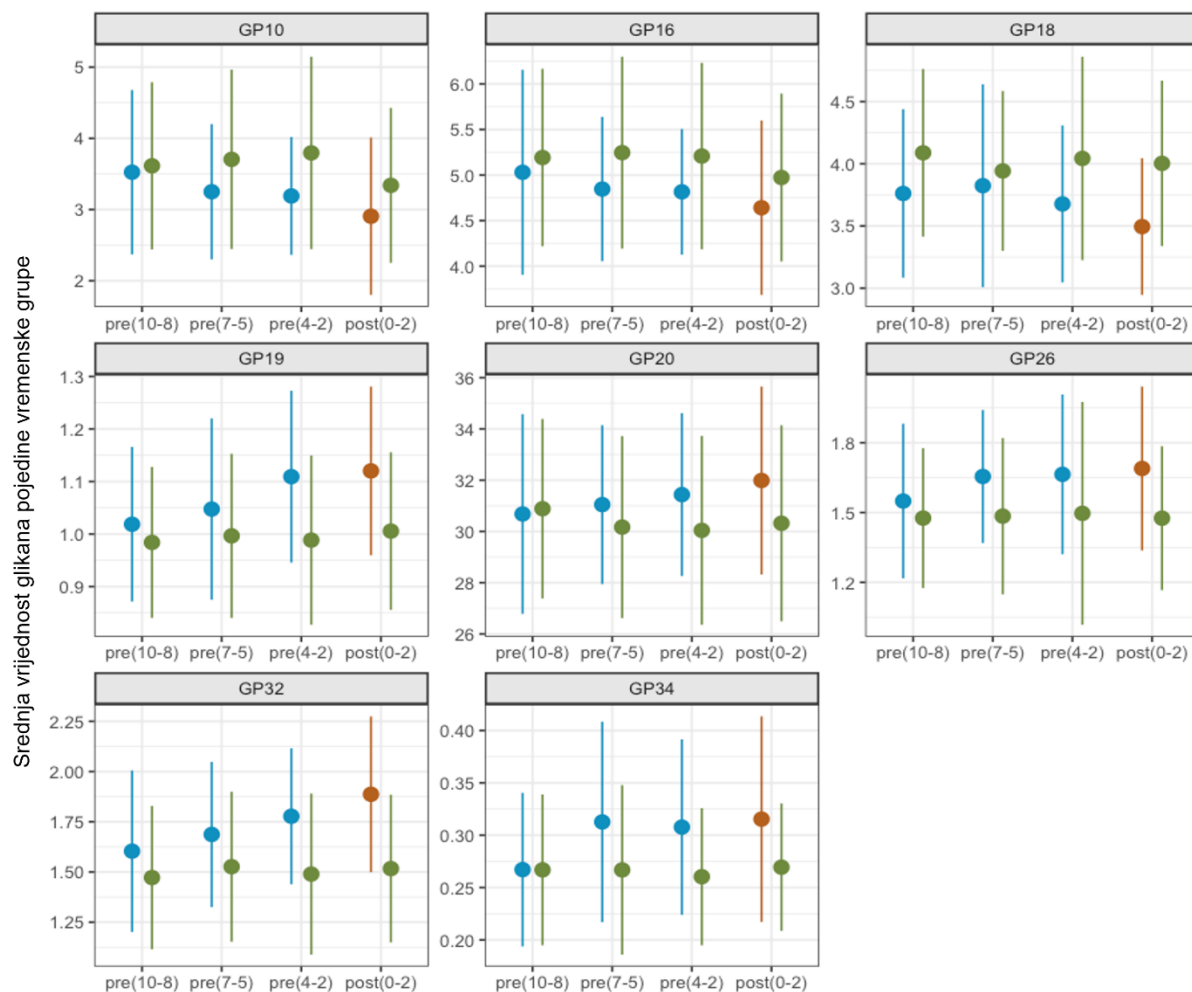 Srednja vrijednost glikana pojedine vremenske grupe
GP10
5
4
3
2
pre(10-8) pre(7-5) pre(4-2) post(0-2)
GP16
6.0
5.5
5.0
4.5
4.0
pre(10-8) pre(7-5) pre(4-2) post(0-2)
GP18
4.5
4.0
3.5
3.0
pre(10-8) pre(7-5) pre(4-2) post(0-2)
GP19
1.3
1.2
1.1
1.0
0.9
pre(10-8) pre(7-5) pre(4-2) post(0-2)
GP20
36
34
32
30
28
26
pre(10-8) pre(7-5) pre(4-2) post(0-2)
GP26
1.8
1.5
1.2
pre(10-8) pre(7-5) pre(4-2) post(0-2)
GP32
2.25
2.00
1.75
1.50
1.25
pre(10-8) pre(7-5) pre(4-2) post(0-2)
GP34
0.40
0.35
0.30
0.25
0.20
pre(10-8) pre(7-5) pre(4-2) post(0-2)